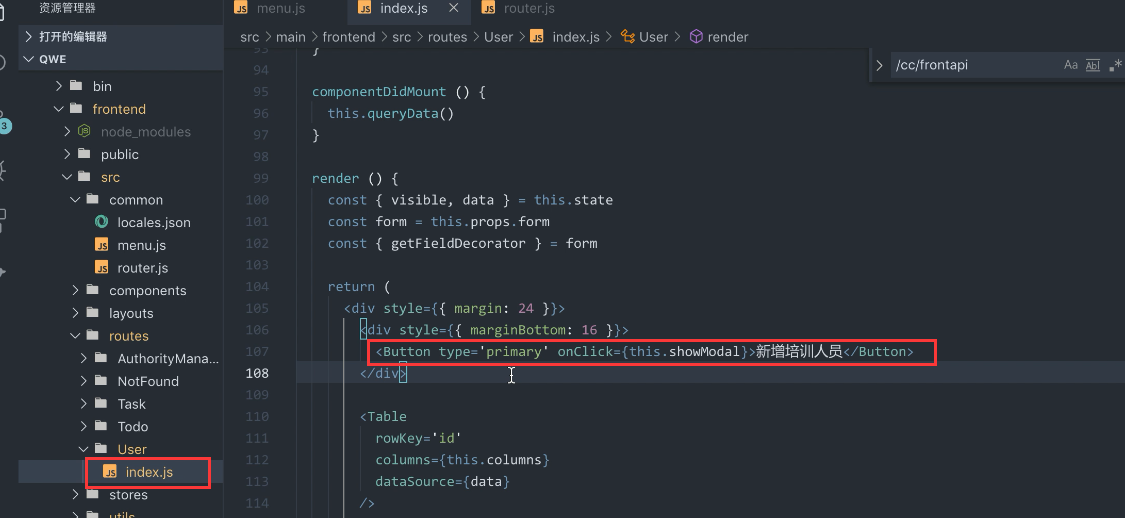 资源管理器
打开的编辑器
QWE
bin
frontend
node_modules
public
src
common
locales.json
menu.js
router.js
components
layouts
routes
AuthorityMana...
NotFound
Task
Todo
User
index.js
stores
utils
3
menu.js
index.js
router.js
src > main > frontend > src > routes > User > index.js > User > render
/cc/frontapi
Aa Abl .*
93 }
94
95 componentDidMount () {
96 this.queryData()
97 }
98
99 render () {
100 const { visible, data } = this.state
101 const form = this.props.form
102 const { getFieldDecorator } = form
103
104 return (
105 <div style={{ margin: 24 }}>
106 <div style={{ marginBottom: 16 }}>
107 <Button type='primary' onClick={this.showModal}>新增培训人员</Button>
108 </div>
109
110 <Table
111 rowKey='id'
112 columns={this.columns}
113 dataSource={data}
114 />